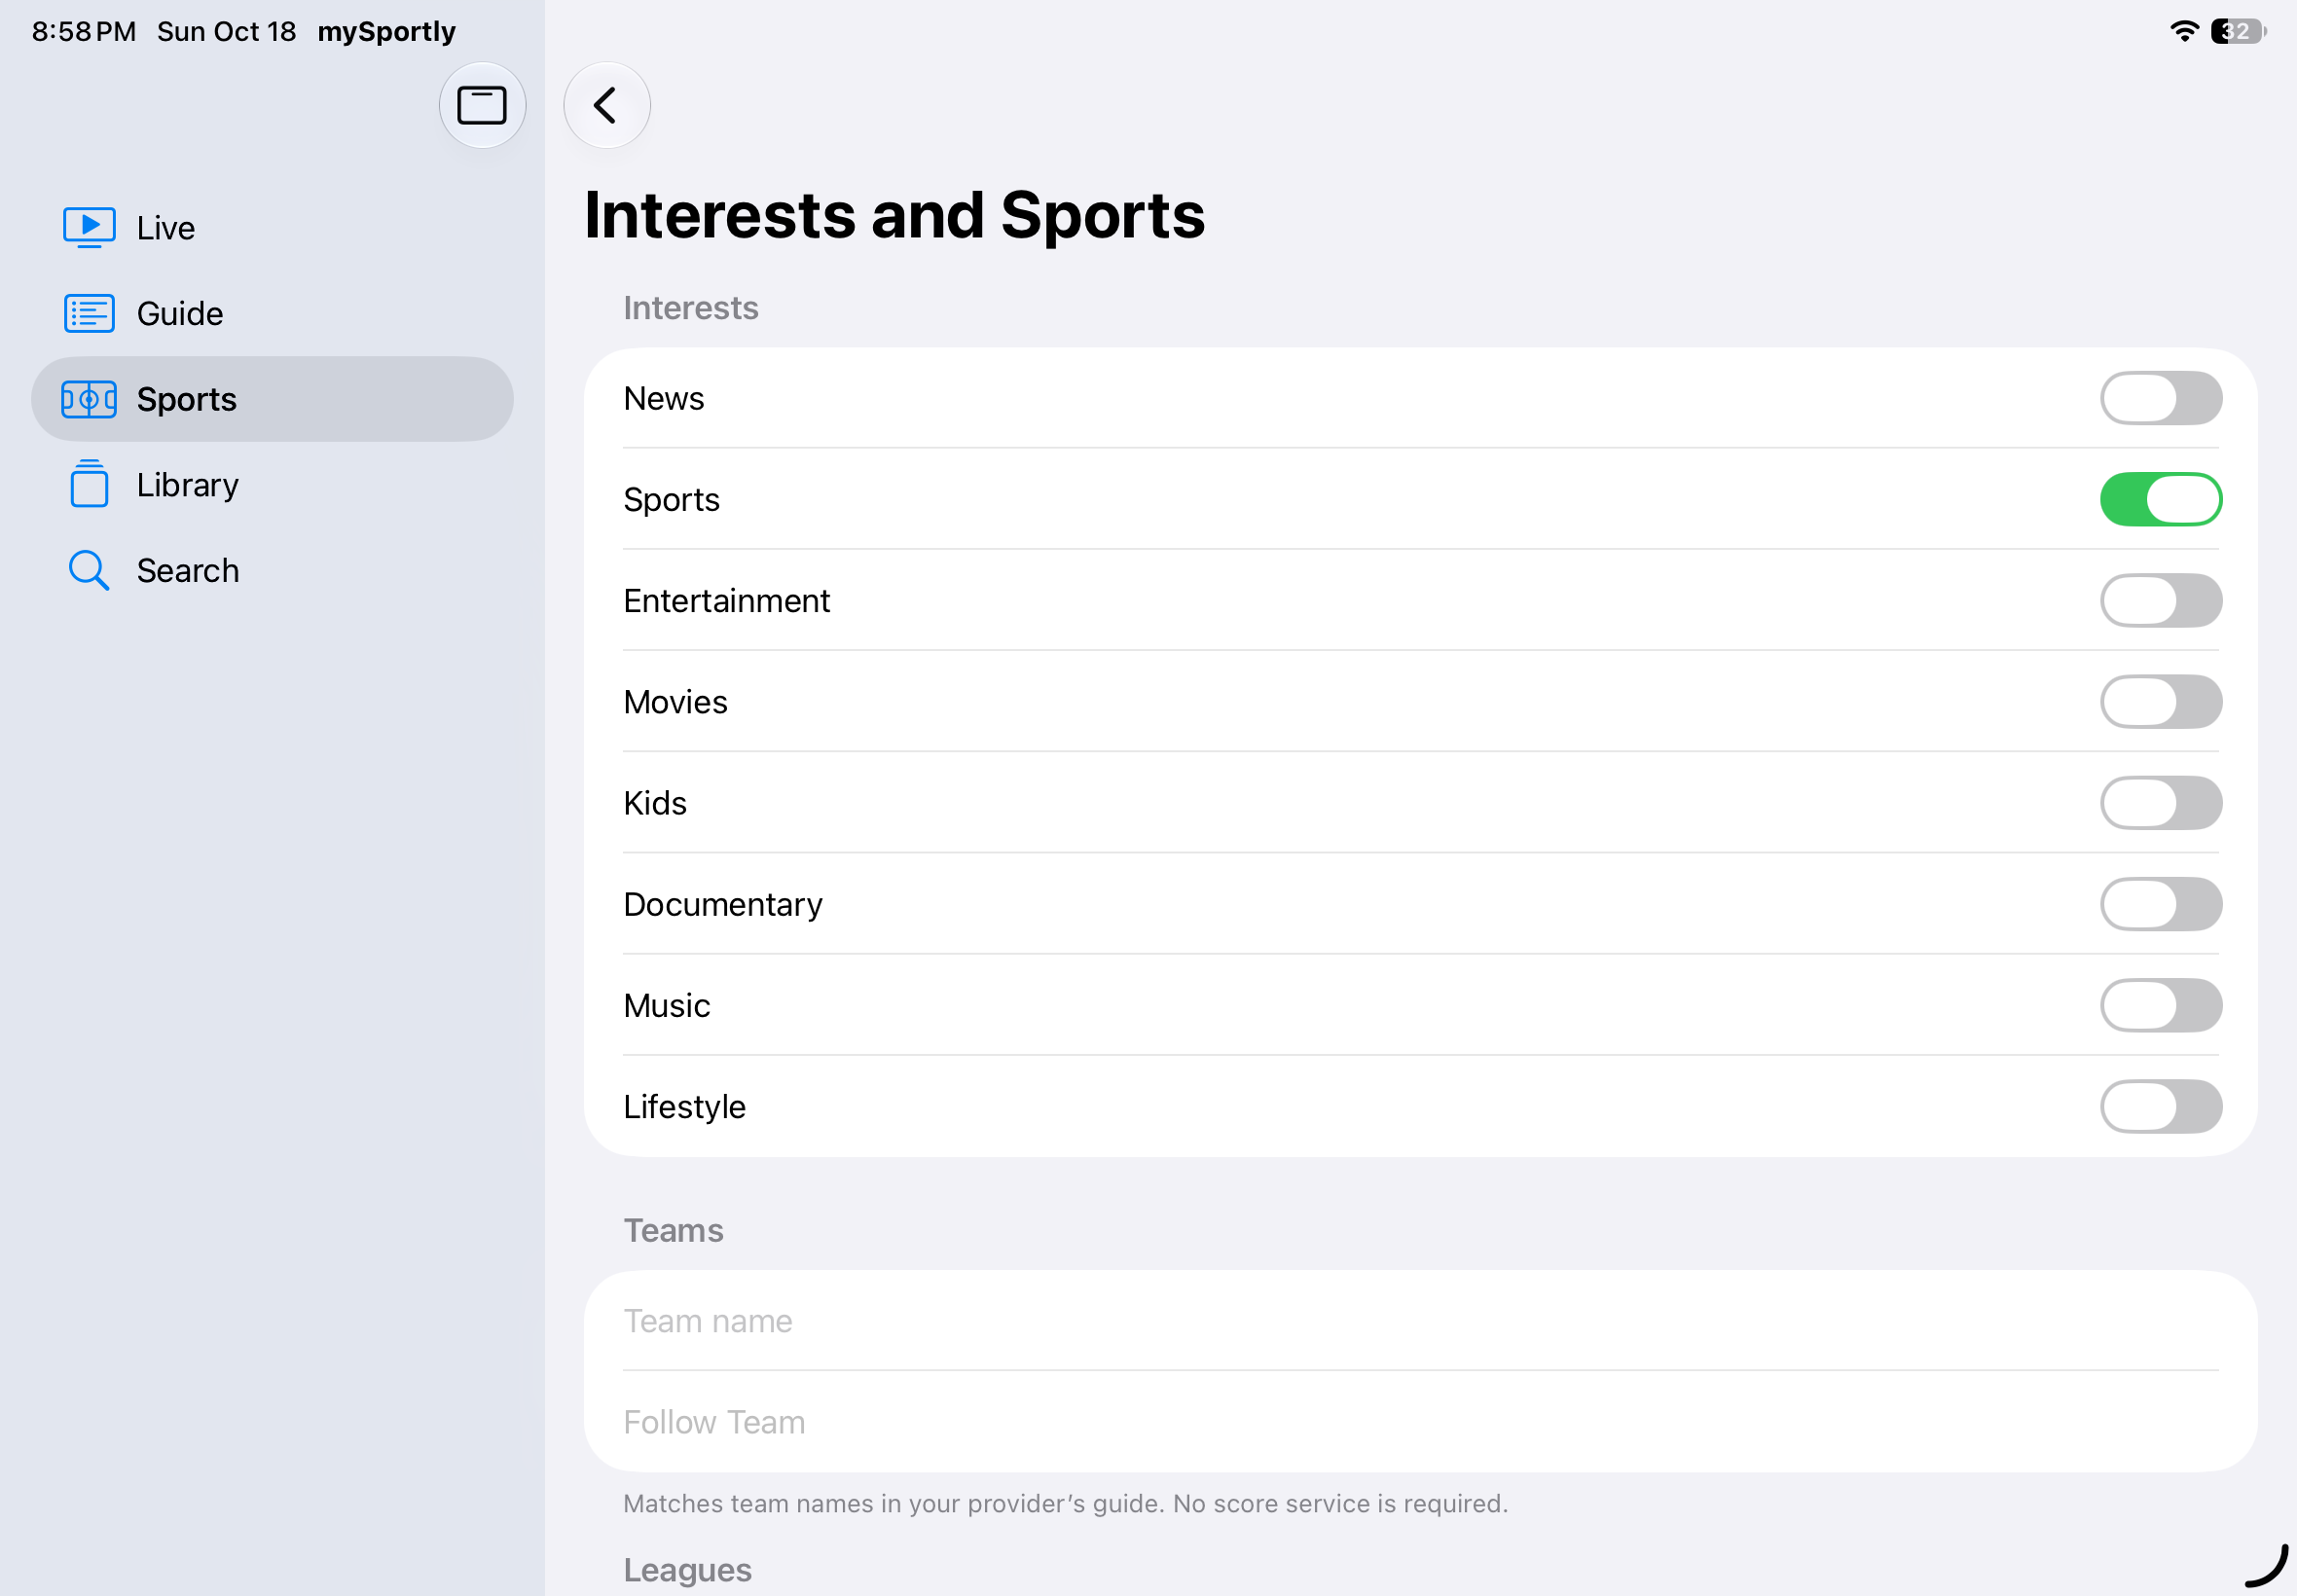 8:58 PM Sun Oct 18 mySportly
32
Live
Guide
Sports
Library
Search
Interests and Sports
Interests
News
Sports
Entertainment
Movies
Kids
Documentary
Music
Lifestyle
Teams
Team name
Follow Team
Matches team names in your provider’s guide. No score service is required.
Leagues